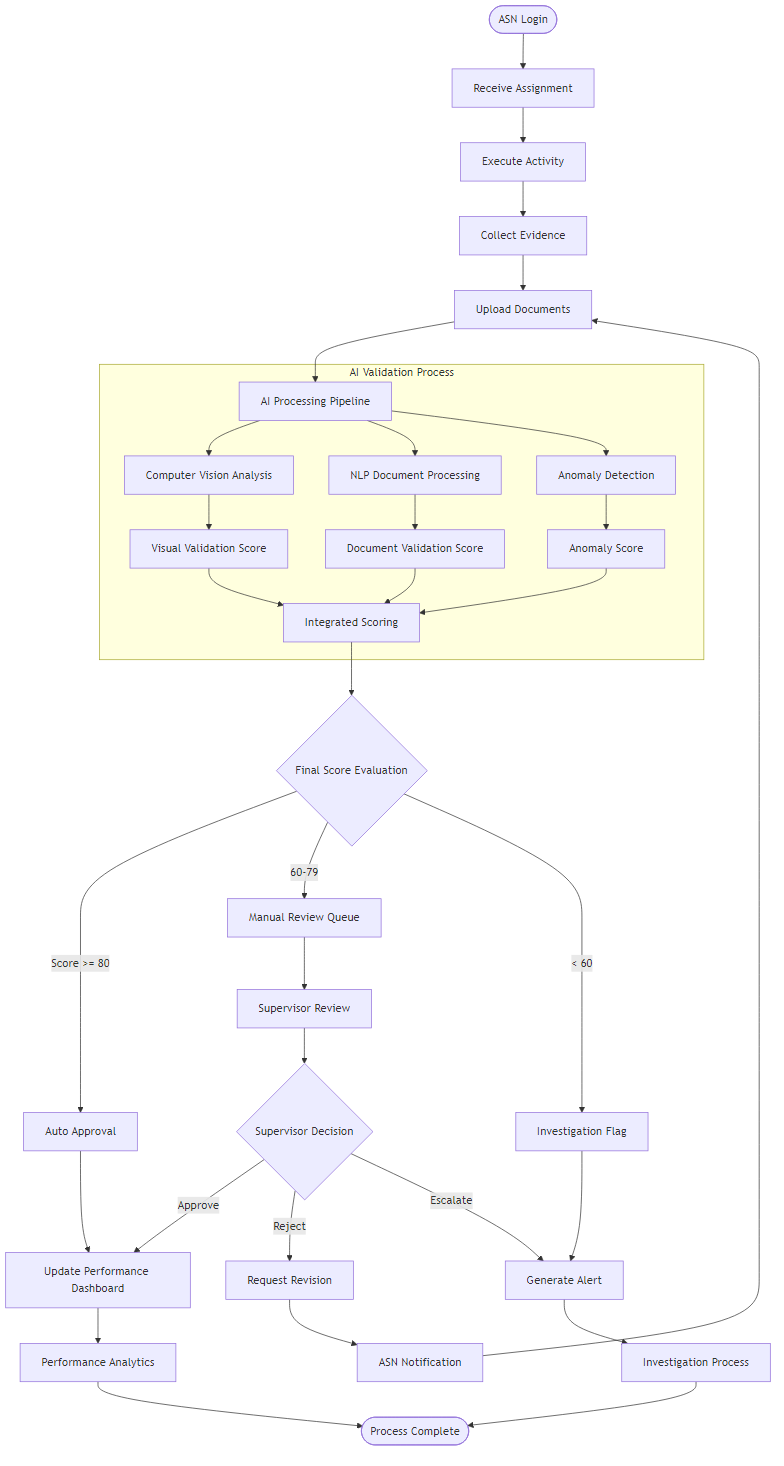 ASN Login
Receive Assignment
Execute Activity
Collect Evidence
Upload Documents
AI Validation Process
AI Processing Pipeline
Computer Vision Analysis
NLP Document Processing
Anomaly Detection
Visual Validation Score
Document Validation Score
Anomaly Score
Integrated Scoring
Final Score Evaluation
60-79
Manual Review Queue
Score >= 80
< 60
Supervisor Review
Auto Approval
Supervisor Decision
Investigation Flag
Approve
Reject
Escalate
Update Performance
Dashboard
Request Revision
Generate Alert
Performance Analytics
ASN Notification
Investigation Process
Process Complete